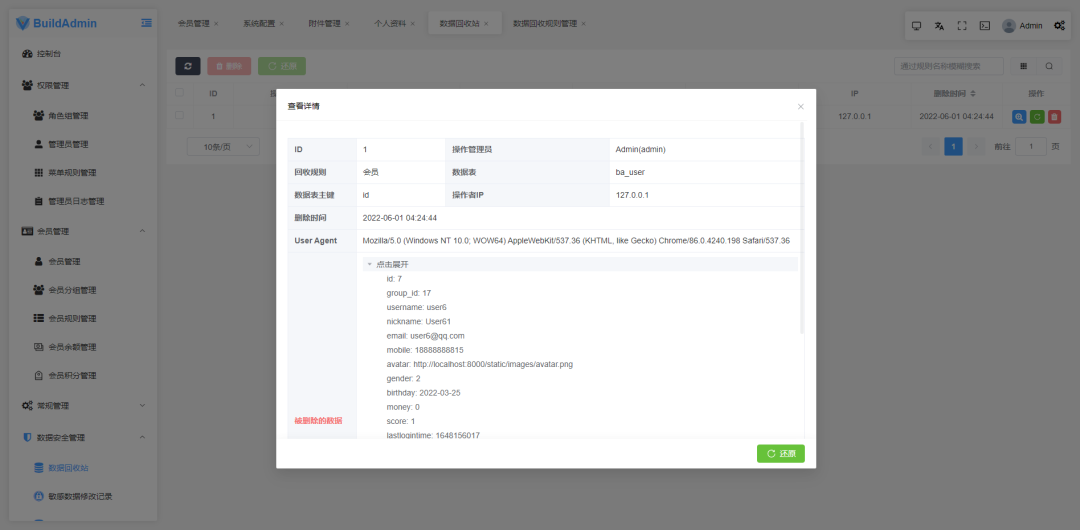 BuildAdmin
会员管理 ×
系统配置 ×
附件管理 ×
个人资料 ×
数据回收站 ×
数据回收规则管理 ×
Admin
控制台
权限管理
角色组管理
管理员管理
菜单规则管理
管理员日志管理
会员管理
会员管理
会员分组管理
会员规则管理
会员余额管理
会员积分管理
常规管理
数据安全管理
数据回收站
敏感数据修改记录
删除
还原
通过规则名称模糊搜索
ID
IP
删除时间
操作
1
127.0.0.1
2022-06-01 04:24:44
10条/页
1
前往
1
页
查看详情
×
ID
1
操作管理员
Admin(admin)
回收规则
会员
数据表
ba_user
数据表主键
id
操作者IP
127.0.0.1
删除时间
2022-06-01 04:24:44
User Agent
Mozilla/5.0 (Windows NT 10.0; WOW64) AppleWebKit/537.36 (KHTML, like Gecko) Chrome/86.0.4240.198 Safari/537.36
被删除的数据
点击展开
id: 7
group_id: 17
username: user6
nickname: User61
email: user6@qq.com
mobile: 18888888815
avatar: http://localhost:8000/static/images/avatar.png
gender: 2
birthday: 2022-03-25
money: 0
score: 1
lastlogintime: 1648156017
还原